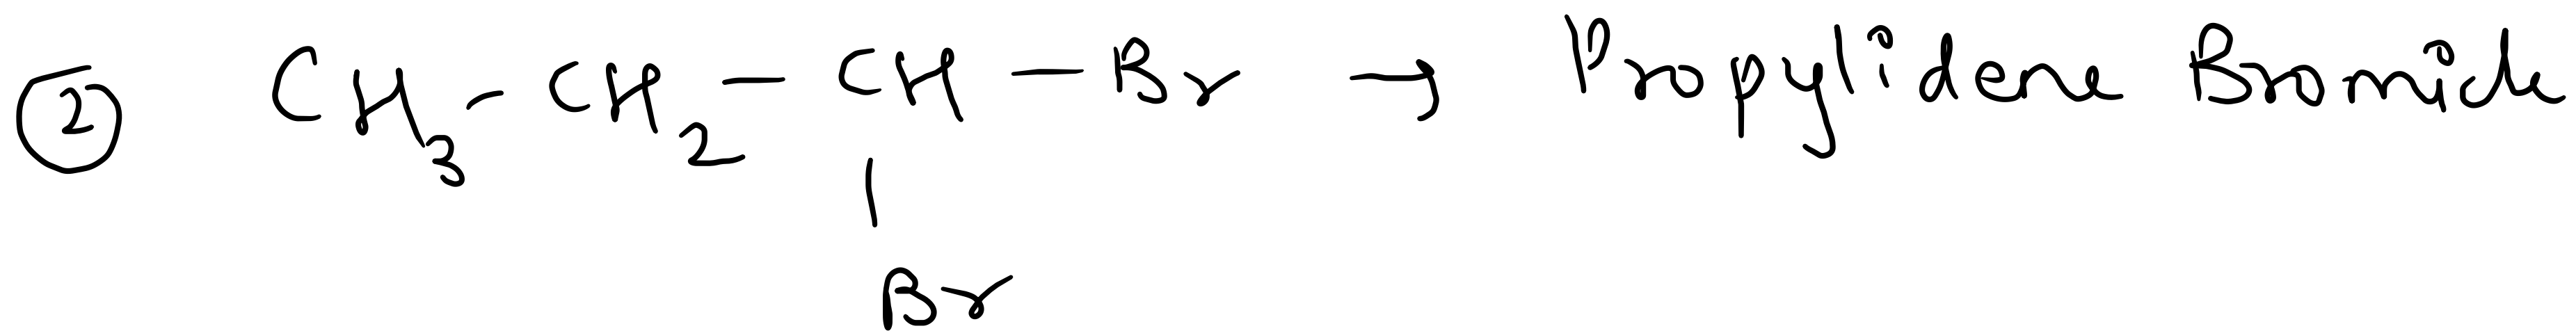 ② CH₃ - CH₂ - CH - Br → Propylidene Bromide
|
Br